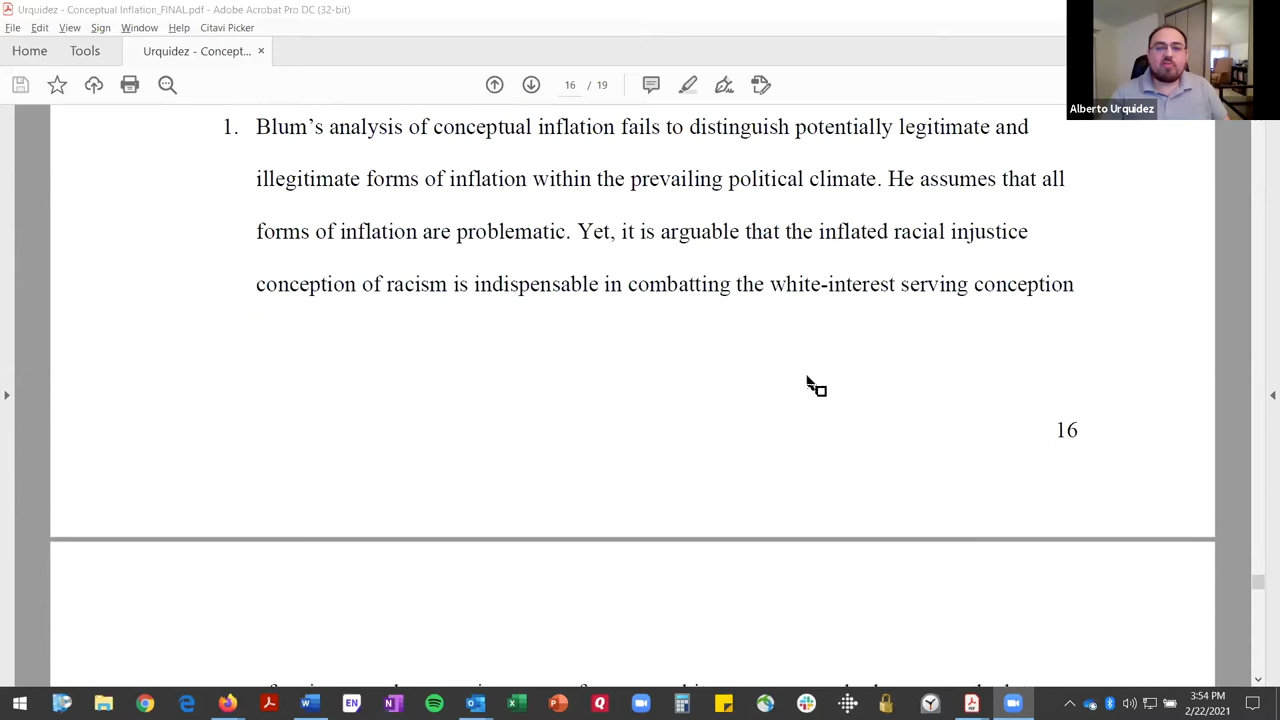 Urquidez - Conceptual Inflation_FINAL.pdf - Adobe Acrobat Pro DC (32-bit)
File Edit View Sign Window Help Citavi Picker
Home Tools Urquidez - Concept... ×
16 / 19
Alberto Urquidez
1. Blum’s analysis of conceptual inflation fails to distinguish potentially legitimate and
illegitimate forms of inflation within the prevailing political climate. He assumes that all
forms of inflation are problematic. Yet, it is arguable that the inflated racial injustice
conception of racism is indispensable in combatting the white-interest serving conception
16
EN
3:54 PM
2/22/2021